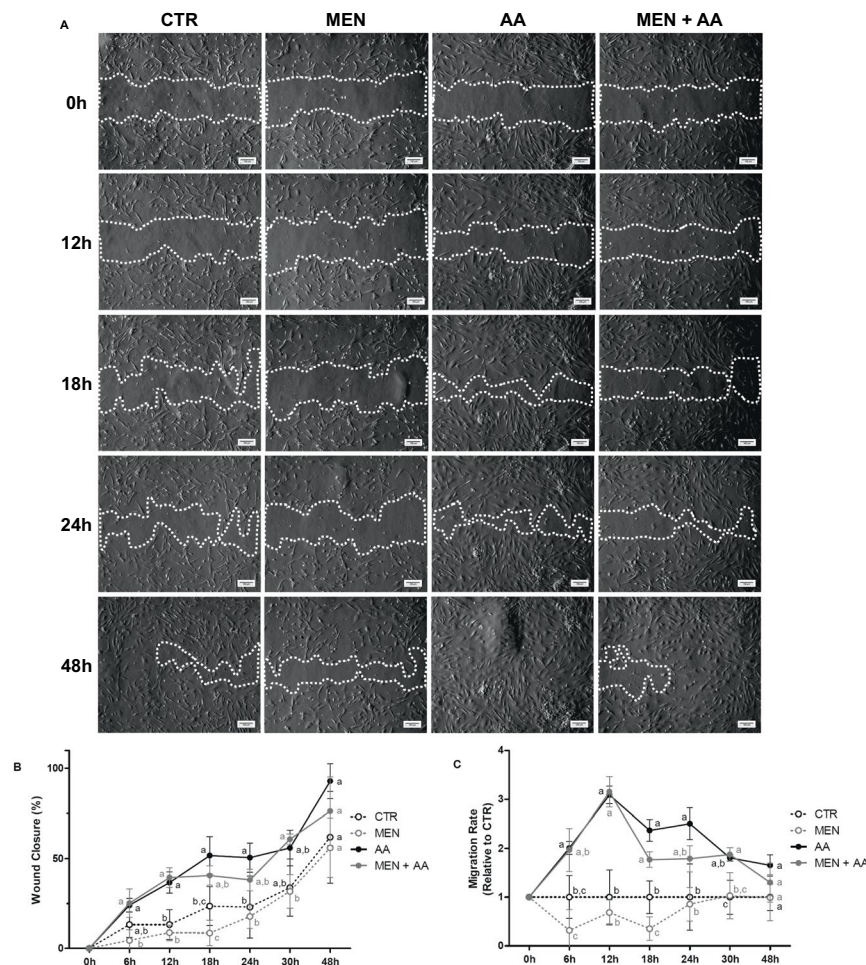 CTR MEN AA MEN + AA
A
0h
12h
18h
24h
48h
B
Wound Closure (%)
100
50
0
0h 6h 12h 18h 24h 30h 48h
a
a,b
b
a
a
b
b
a
a,b
b,c
c
a
a,b
b
b
a
a,b
a,b
b
a
a
a
a
CTR
MEN
AA
MEN + AA
C
Migration Rate
(Relative to CTR)
4
3
2
1
0
0h 6h 12h 18h 24h 30h 48h
a
a,b
b,c
c
a
a
b
b
a
a,b
b
c
a
a,b
b
b
a
a,b
b,c
c
a
a
a
a
CTR
MEN
AA
MEN + AA